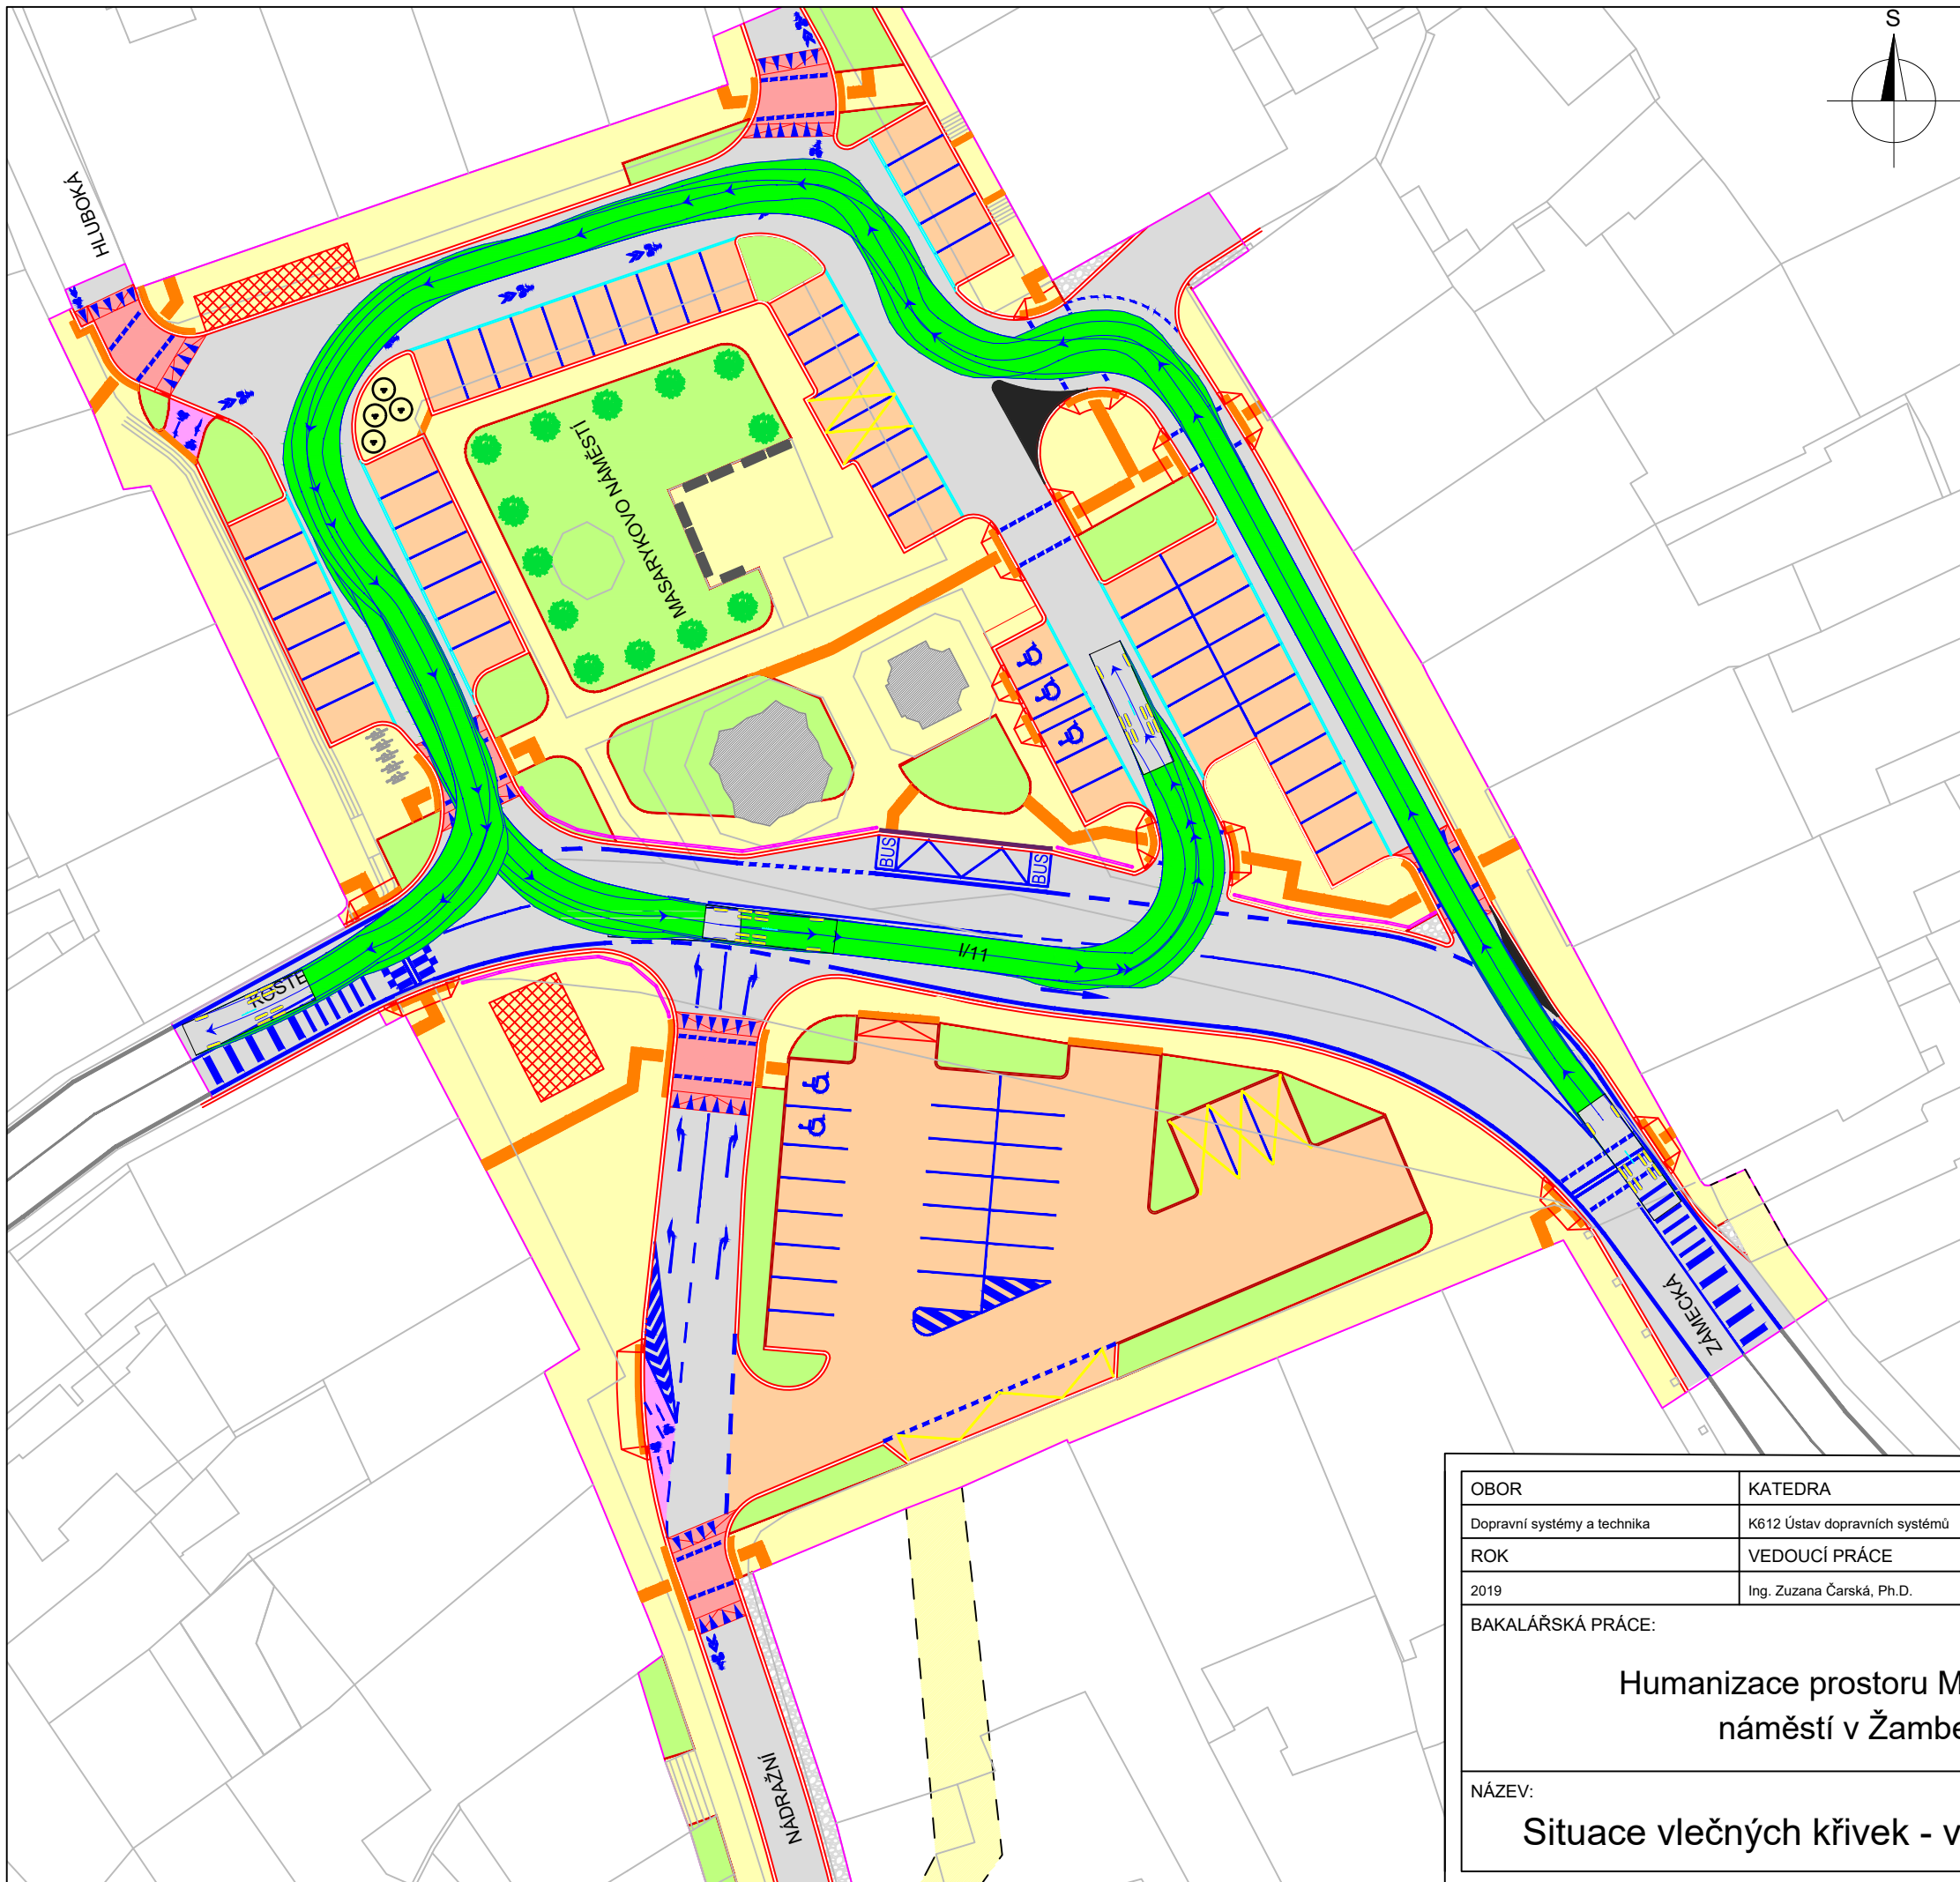 S
HLUBOKÁ
MASARYKOVO NÁMĚSTÍ
BUS
BUS
I/11
KOSTE
ZÁMECKÁ
NÁDRAŽNÍ
OBOR KATEDRA
Dopravní systémy a technika K612 Ústav dopravních systémů
ROK VEDOUCÍ PRÁCE
2019 Ing. Zuzana Čarská, Ph.D.
BAKALÁŘSKÁ PRÁCE:
Humanizace prostoru M
náměstí v Žambe
NÁZEV:
Situace vlečných křivek - v